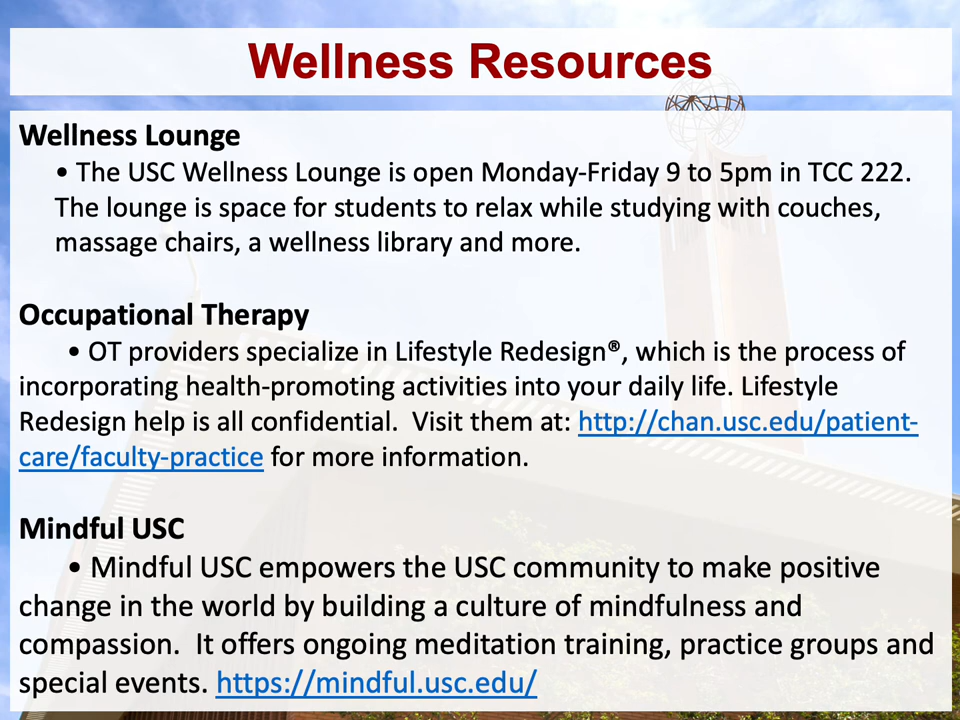 Wellness Resources
Wellness Lounge
• The USC Wellness Lounge is open Monday-Friday 9 to 5pm in TCC 222.
The lounge is space for students to relax while studying with couches,
massage chairs, a wellness library and more.
Occupational Therapy
• OT providers specialize in Lifestyle Redesign®, which is the process of
incorporating health-promoting activities into your daily life. Lifestyle
Redesign help is all confidential.  Visit them at: http://chan.usc.edu/patient-
care/faculty-practice for more information.
Mindful USC
• Mindful USC empowers the USC community to make positive
change in the world by building a culture of mindfulness and
compassion.  It offers ongoing meditation training, practice groups and
special events. https://mindful.usc.edu/